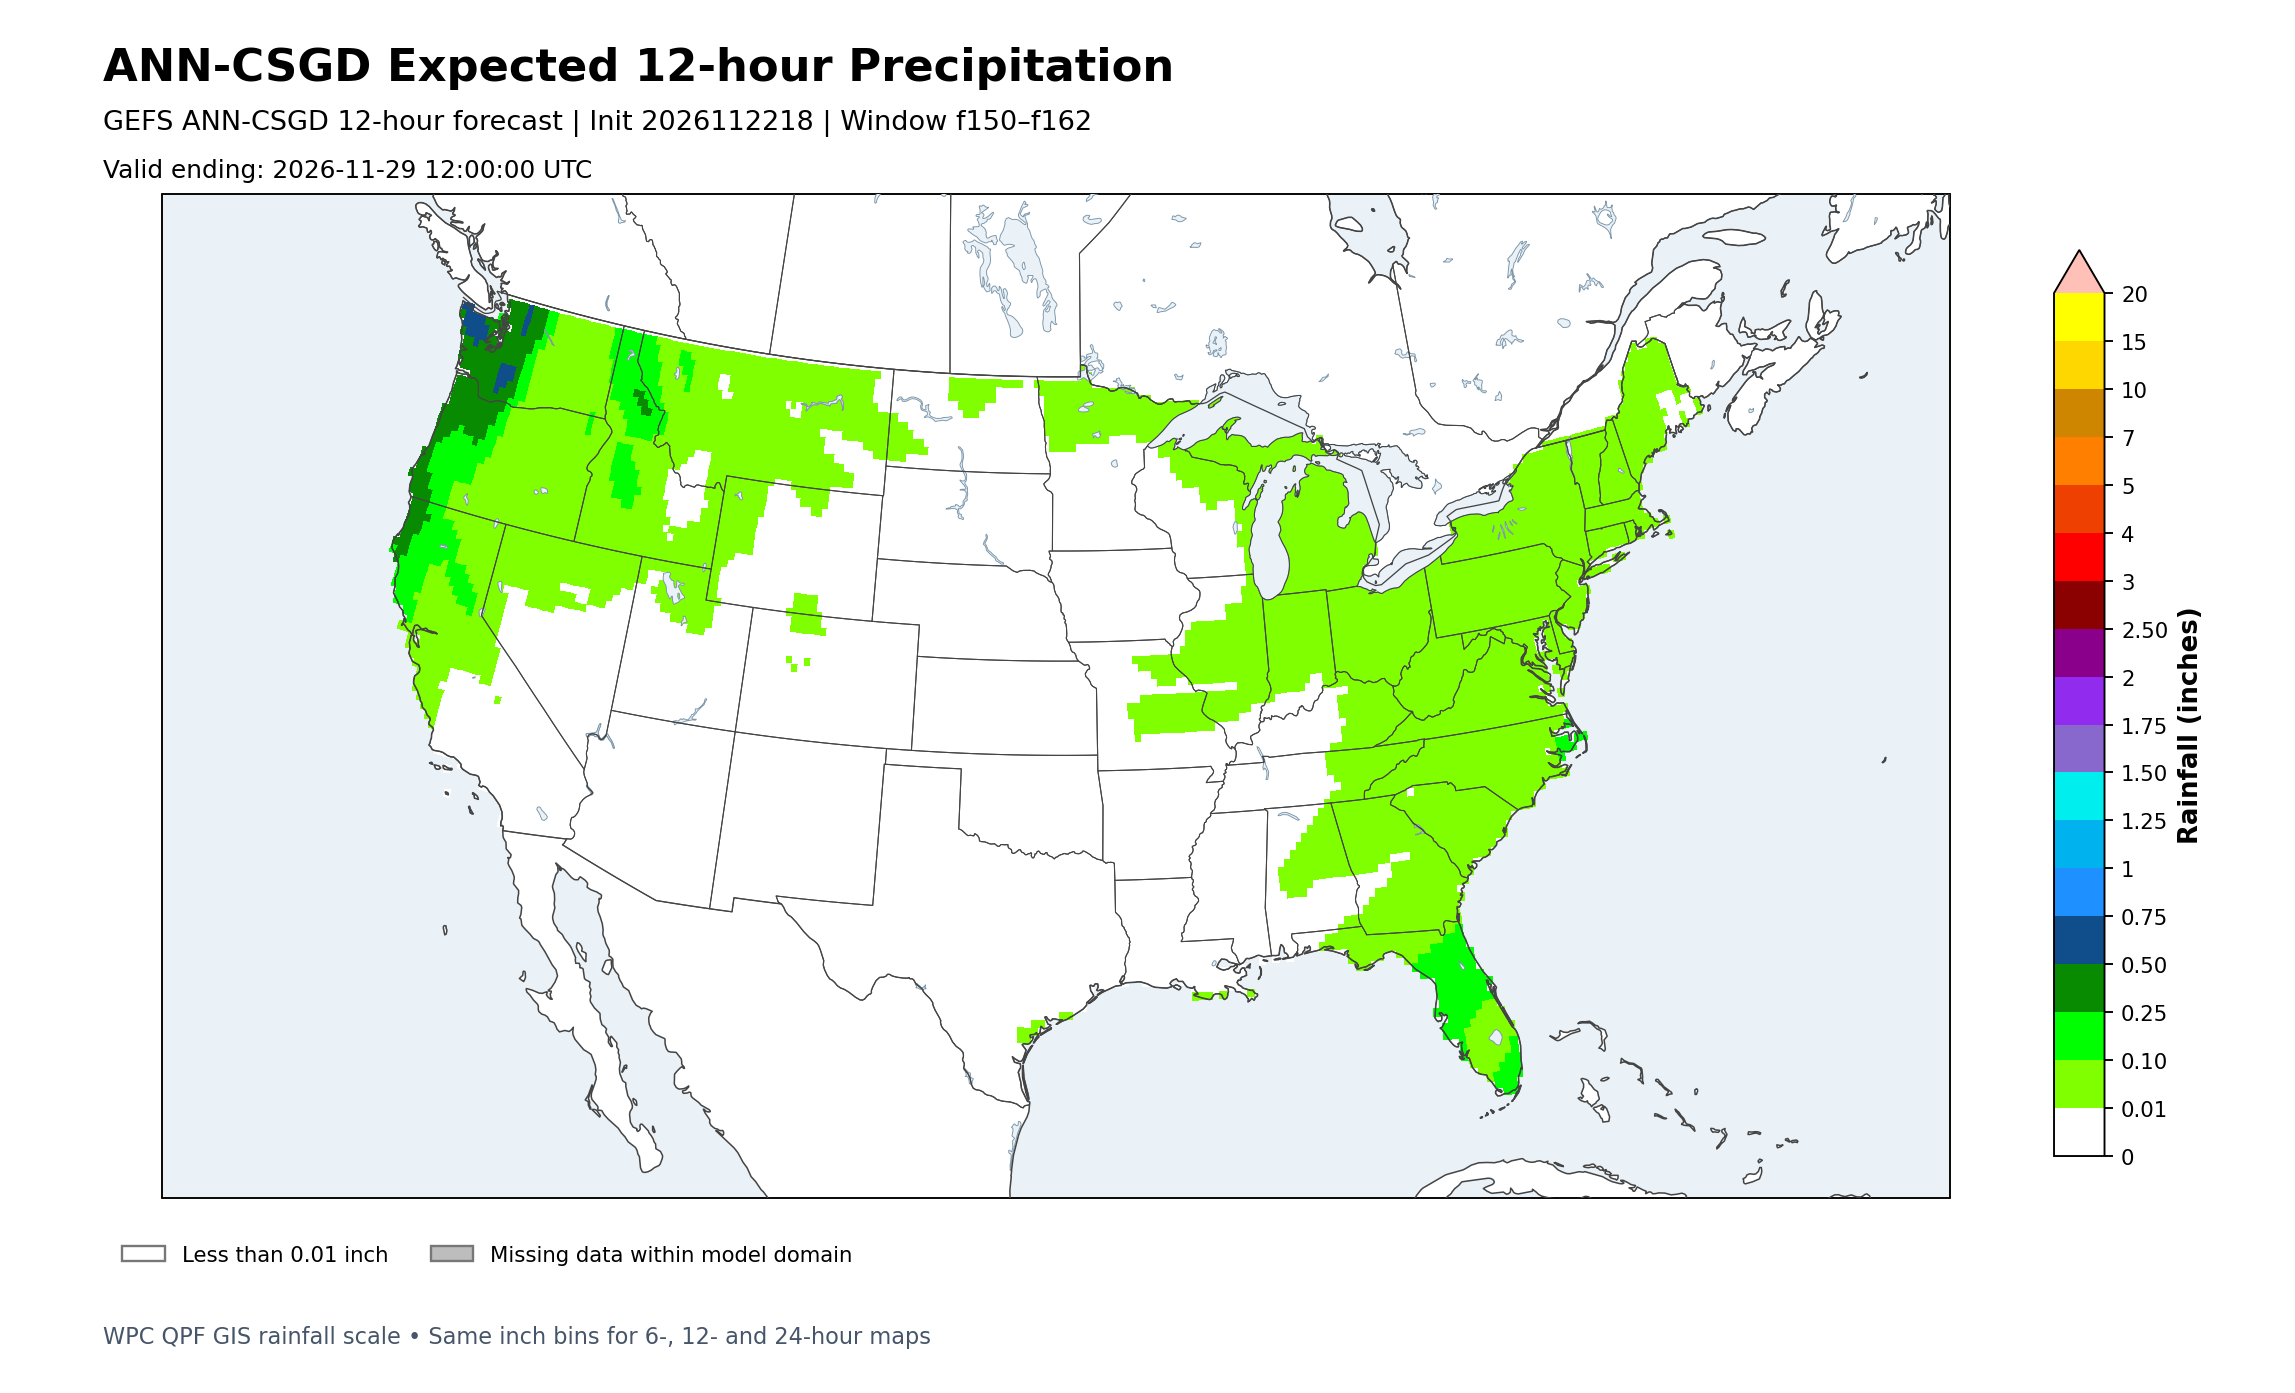 ANN-CSGD Expected 12-hour Precipitation
GEFS ANN-CSGD 12-hour forecast | Init 2026112218 | Window f150–f162
Valid ending: 2026-11-29 12:00:00 UTC
20
15
10
7
5
4
3
2.50
2
1.75
1.50
1.25
1
0.75
0.50
0.25
0.10
0.01
0
Rainfall (inches)
Less than 0.01 inch
Missing data within model domain
WPC QPF GIS rainfall scale • Same inch bins for 6-, 12- and 24-hour maps